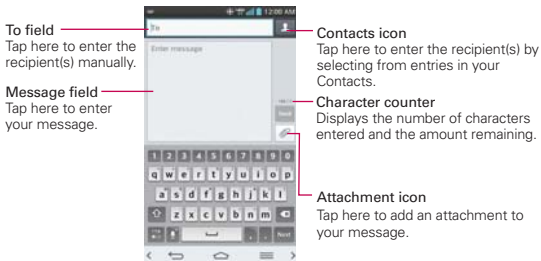 To field
Tap here to enter the
recipient(s) manually.
Message field
Tap here to enter
your message.
12:00 AM
To
Enter message
Send
1 2 3 4 5 6 7 8 9 0
q w e r t y u i o p
a s d f g h j k l
z x c v b n m
Next
Contacts icon
Tap here to enter the recipient(s) by
selecting from entries in your
Contacts.
Character counter
Displays the number of characters
entered and the amount remaining.
Attachment icon
Tap here to add an attachment to
your message.